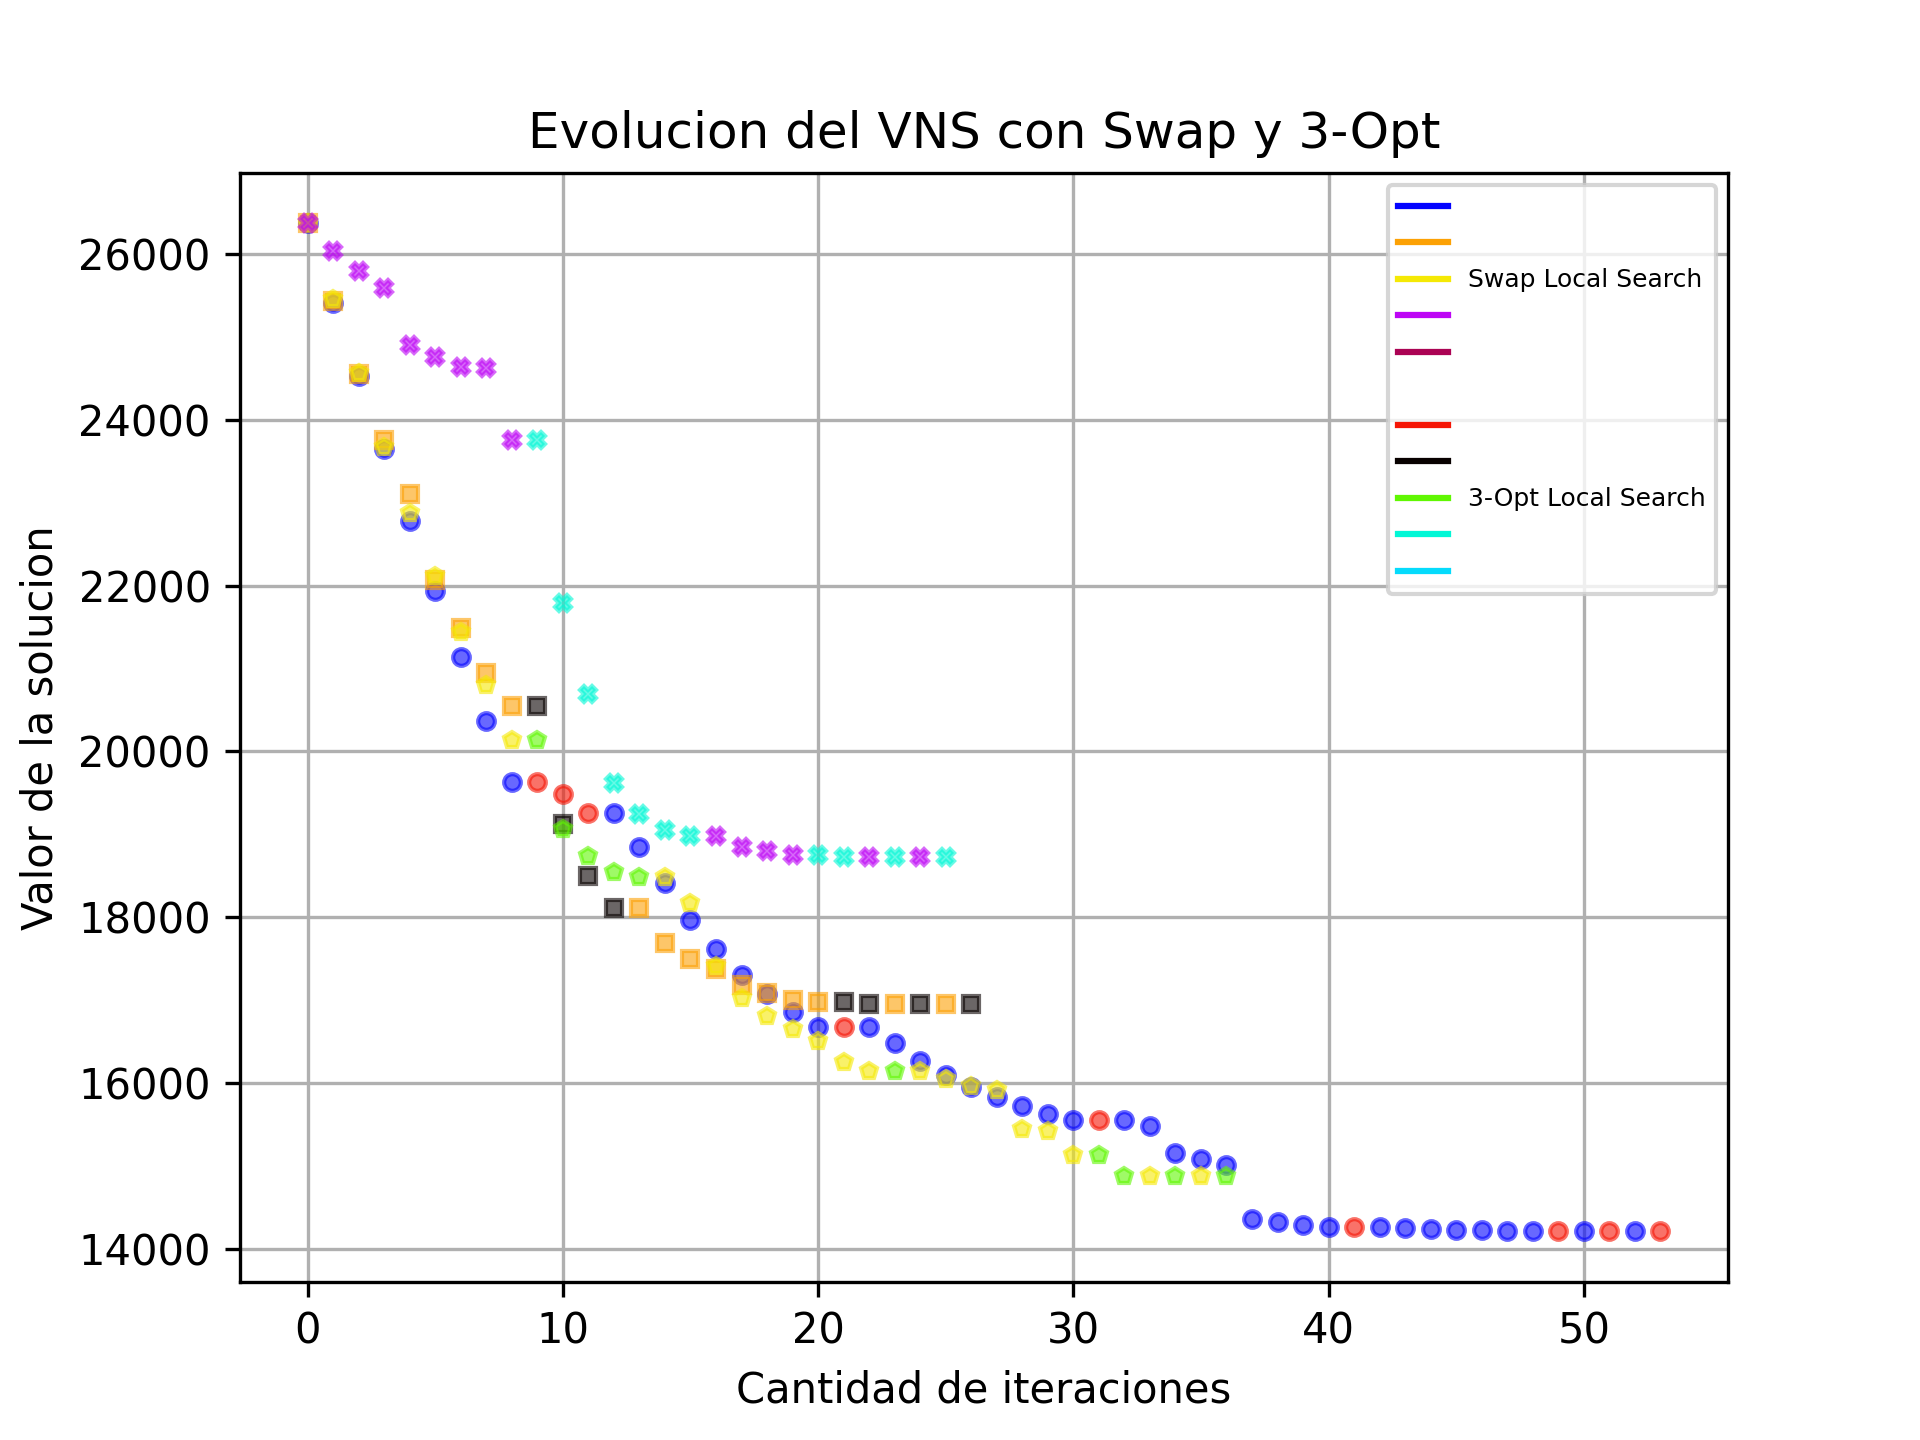 Evolucion del VNS con Swap y 3-Opt
Swap Local Search
3-Opt Local Search
Valor de la solucion
26000
24000
22000
20000
18000
16000
14000
0 10 20 30 40 50
Cantidad de iteraciones